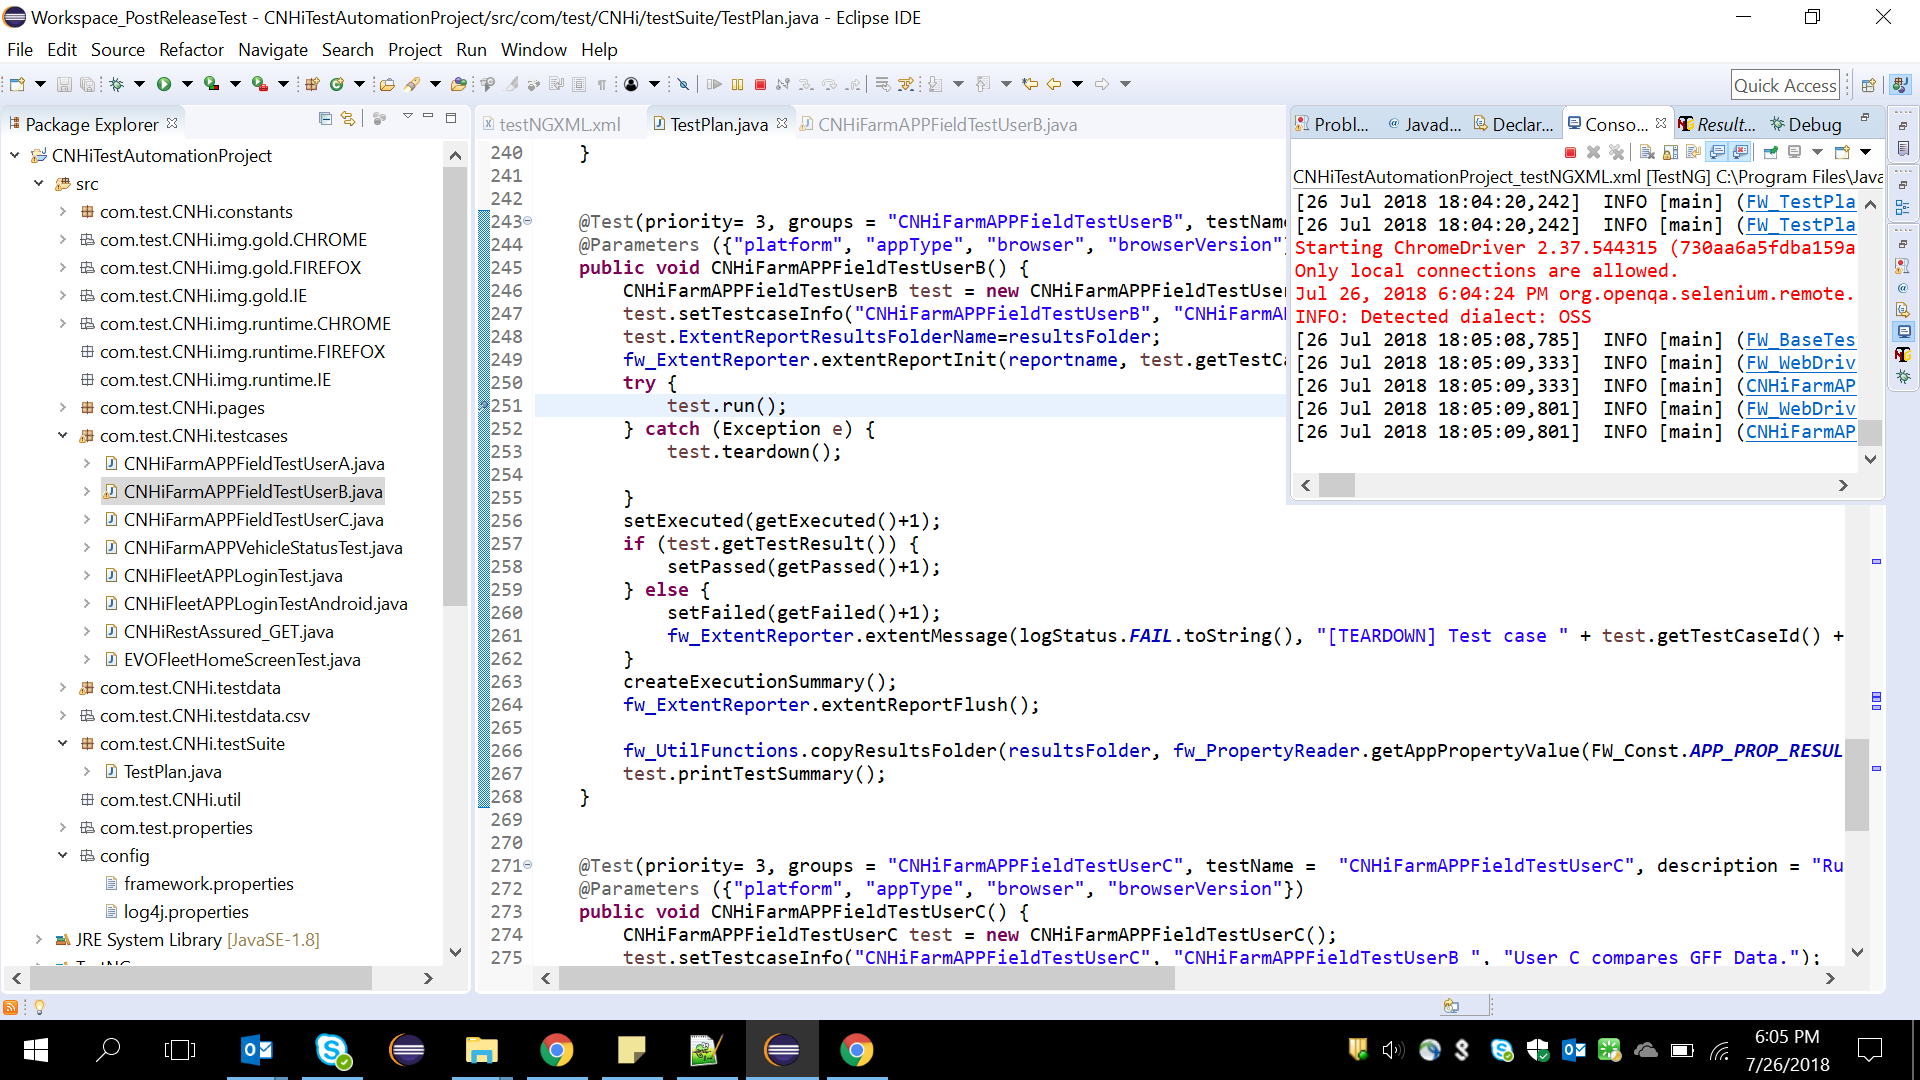 Workspace_PostReleaseTest - CNHiTestAutomationProject/src/com/test/CNHi/testSuite/TestPlan.java - Eclipse IDE
File Edit Source Refactor Navigate Search Project Run Window Help
Quick Access
Package Explorer
CNHiTestAutomationProject
src
com.test.CNHi.constants
com.test.CNHi.img.gold.CHROME
com.test.CNHi.img.gold.FIREFOX
com.test.CNHi.img.gold.IE
com.test.CNHi.img.runtime.CHROME
com.test.CNHi.img.runtime.FIREFOX
com.test.CNHi.img.runtime.IE
com.test.CNHi.pages
com.test.CNHi.testcases
CNHiFarmAPPFieldTestUserA.java
CNHiFarmAPPFieldTestUserB.java
CNHiFarmAPPFieldTestUserC.java
CNHiFarmAPPVehicleStatusTest.java
CNHiFleetAPPLoginTest.java
CNHiFleetAPPLoginTestAndroid.java
CNHiRestAssured_GET.java
EVOFleetHomeScreenTest.java
com.test.CNHi.testdata
com.test.CNHi.testdata.csv
com.test.CNHi.testSuite
TestPlan.java
com.test.CNHi.util
com.test.properties
config
framework.properties
log4j.properties
JRE System Library [JavaSE-1.8]
testNGXML.xml TestPlan.java CNHiFarmAPPFieldTestUserB.java
240 }
241
242
243 @Test(priority= 3, groups = "CNHiFarmAPPFieldTestUserB", testName
244 @Parameters ({"platform", "appType", "browser", "browserVersion"
245 public void CNHiFarmAPPFieldTestUserB() {
246 CNHiFarmAPPFieldTestUserB test = new CNHiFarmAPPFieldTestUser
247 test.setTestcaseInfo("CNHiFarmAPPFieldTestUserB", "CNHiFarmA
248 test.ExtentReportResultsFolderName=resultsFolder;
249 fw_ExtentReporter.extentReportInit(reportname, test.getTestCa
250 try {
251 test.run();
252 } catch (Exception e) {
253 test.teardown();
254
255 }
256 setExecuted(getExecuted()+1);
257 if (test.getTestResult()) {
258 setPassed(getPassed()+1);
259 } else {
260 setFailed(getFailed()+1);
261 fw_ExtentReporter.extentMessage(logStatus.FAIL.toString(), "[TEARDOWN] Test case " + test.getTestCaseId() +
262 }
263 createExecutionSummary();
264 fw_ExtentReporter.extentReportFlush();
265
266 fw_UtilFunctions.copyResultsFolder(resultsFolder, fw_PropertyReader.getAppPropertyValue(FW_Const.APP_PROP_RESUL
267 test.printTestSummary();
268 }
269
270
271 @Test(priority= 3, groups = "CNHiFarmAPPFieldTestUserC", testName = "CNHiFarmAPPFieldTestUserC", description = "Ru
272 @Parameters ({"platform", "appType", "browser", "browserVersion"})
273 public void CNHiFarmAPPFieldTestUserC() {
274 CNHiFarmAPPFieldTestUserC test = new CNHiFarmAPPFieldTestUserC();
275 test.setTestcaseInfo("CNHiFarmAPPFieldTestUserC", "CNHiFarmAPPFieldTestUserB ", "User C compares GFF Data.");
Probl... Javad... Declar... Conso... Result... Debug
CNHiTestAutomationProject_testNGXML.xml [TestNG] C:\Program Files\Java
[26 Jul 2018 18:04:20,242] INFO [main] (FW_TestPla
[26 Jul 2018 18:04:20,242] INFO [main] (FW_TestPla
Starting ChromeDriver 2.37.544315 (730aa6a5fdba159a
Only local connections are allowed.
Jul 26, 2018 6:04:24 PM org.openqa.selenium.remote.
INFO: Detected dialect: OSS
[26 Jul 2018 18:05:08,785] INFO [main] (FW_BaseTes
[26 Jul 2018 18:05:09,333] INFO [main] (FW_WebDriv
[26 Jul 2018 18:05:09,333] INFO [main] (CNHiFarmAP
[26 Jul 2018 18:05:09,801] INFO [main] (FW_WebDriv
[26 Jul 2018 18:05:09,801] INFO [main] (CNHiFarmAP
6:05 PM
7/26/2018